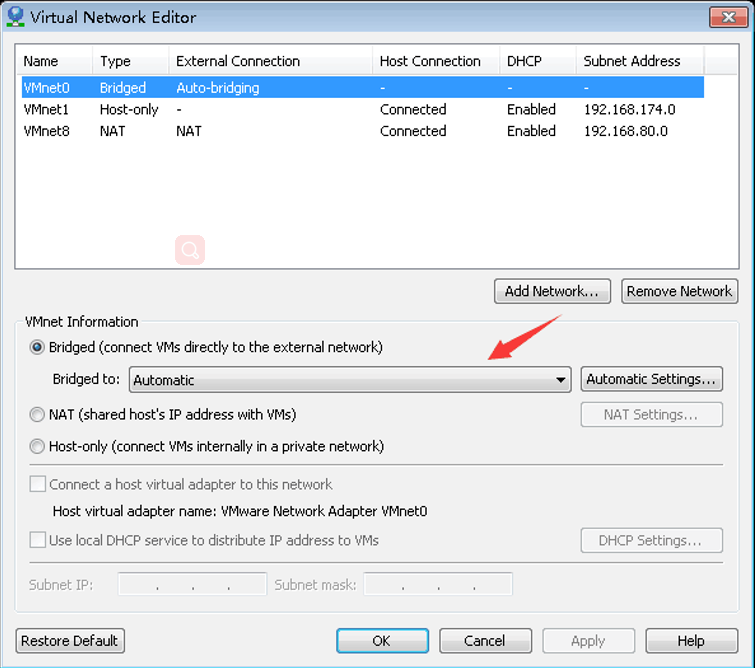 Virtual Network Editor
Name Type External Connection Host Connection DHCP Subnet Address
VMnet0 Bridged Auto-bridging - - -
VMnet1 Host-only - Connected Enabled 192.168.174.0
VMnet8 NAT NAT Connected Enabled 192.168.80.0
Add Network... Remove Network
VMnet Information
Bridged (connect VMs directly to the external network)
Bridged to: Automatic Automatic Settings...
NAT (shared host's IP address with VMs) NAT Settings...
Host-only (connect VMs internally in a private network)
Connect a host virtual adapter to this network
Host virtual adapter name: VMware Network Adapter VMnet0
Use local DHCP service to distribute IP address to VMs DHCP Settings...
Subnet IP: . . . Subnet mask: . . .
Restore Default OK Cancel Apply Help